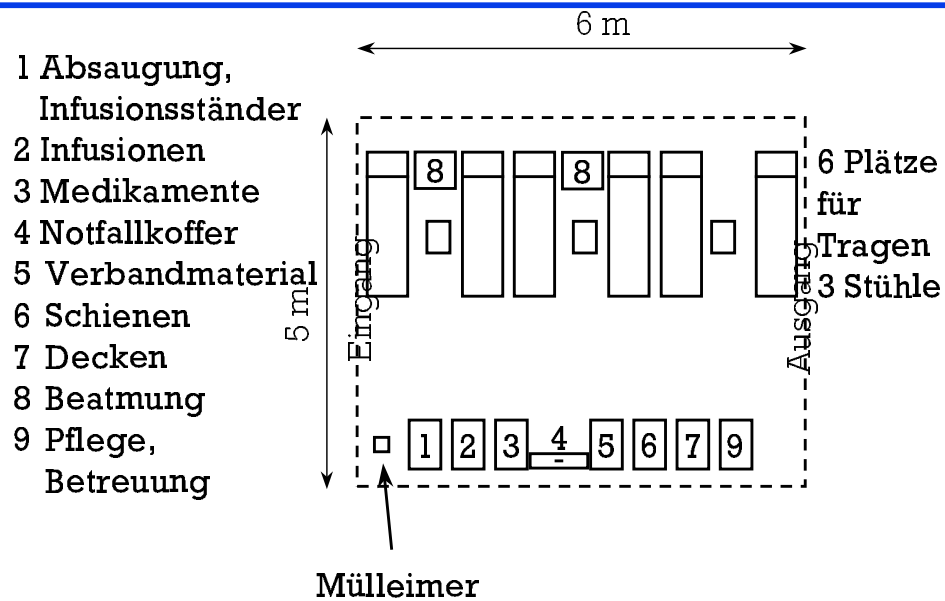 6 m
1 Absaugung,
Infusionsständer
2 Infusionen
3 Medikamente
4 Notfallkoffer
5 Verbandmaterial
6 Schienen
7 Decken
8 Beatmung
9 Pflege,
Betreuung
5 m
Eingang
8
8
Ausgang
6 Plätze
für
Tragen
3 Stühle
1 2 3 4 5 6 7 9
Mülleimer